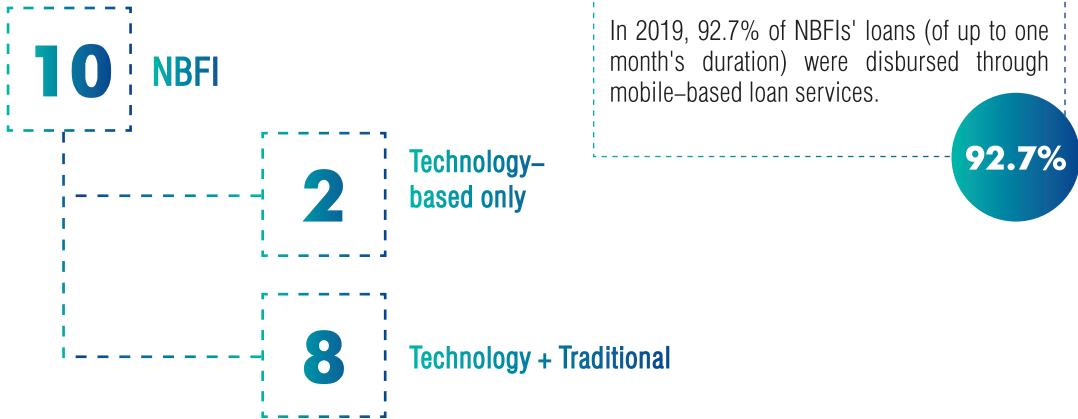 10 NBFI
2 Technology–
based only
8 Technology + Traditional
In 2019, 92.7% of NBFIs' loans (of up to one
month's duration) were disbursed through
mobile–based loan services.
92.7%